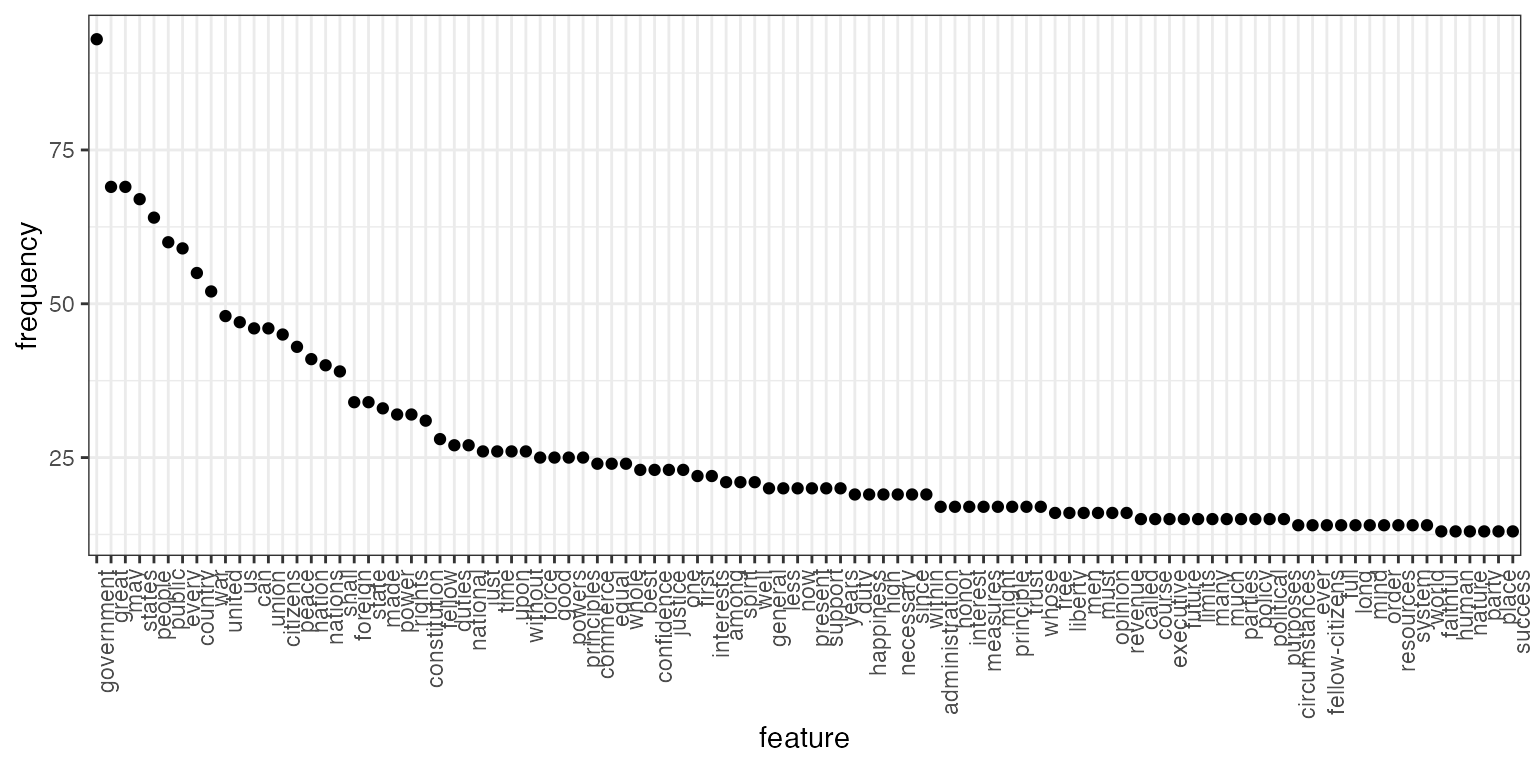 75
50
25
frequency
government
great
may
states
people
public
every
country
war
united
us
can
union
citizens
peace
nation
nations
shall
foreign
state
made
power
rights
constitution
fellow
duties
national
just
time
upon
without
force
good
powers
principles
commerce
equal
whole
best
confidence
justice
one
first
interests
among
spirit
well
general
less
now
present
support
years
duty
happiness
high
necessary
since
within
administration
honor
interest
measures
might
principle
trust
whose
free
liberty
men
must
opinion
revenue
called
course
executive
future
limits
many
much
parties
policy
political
purposes
circumstances
ever
fellow-citizens
full
long
mind
order
resources
system
world
faithful
human
nature
party
place
success
feature